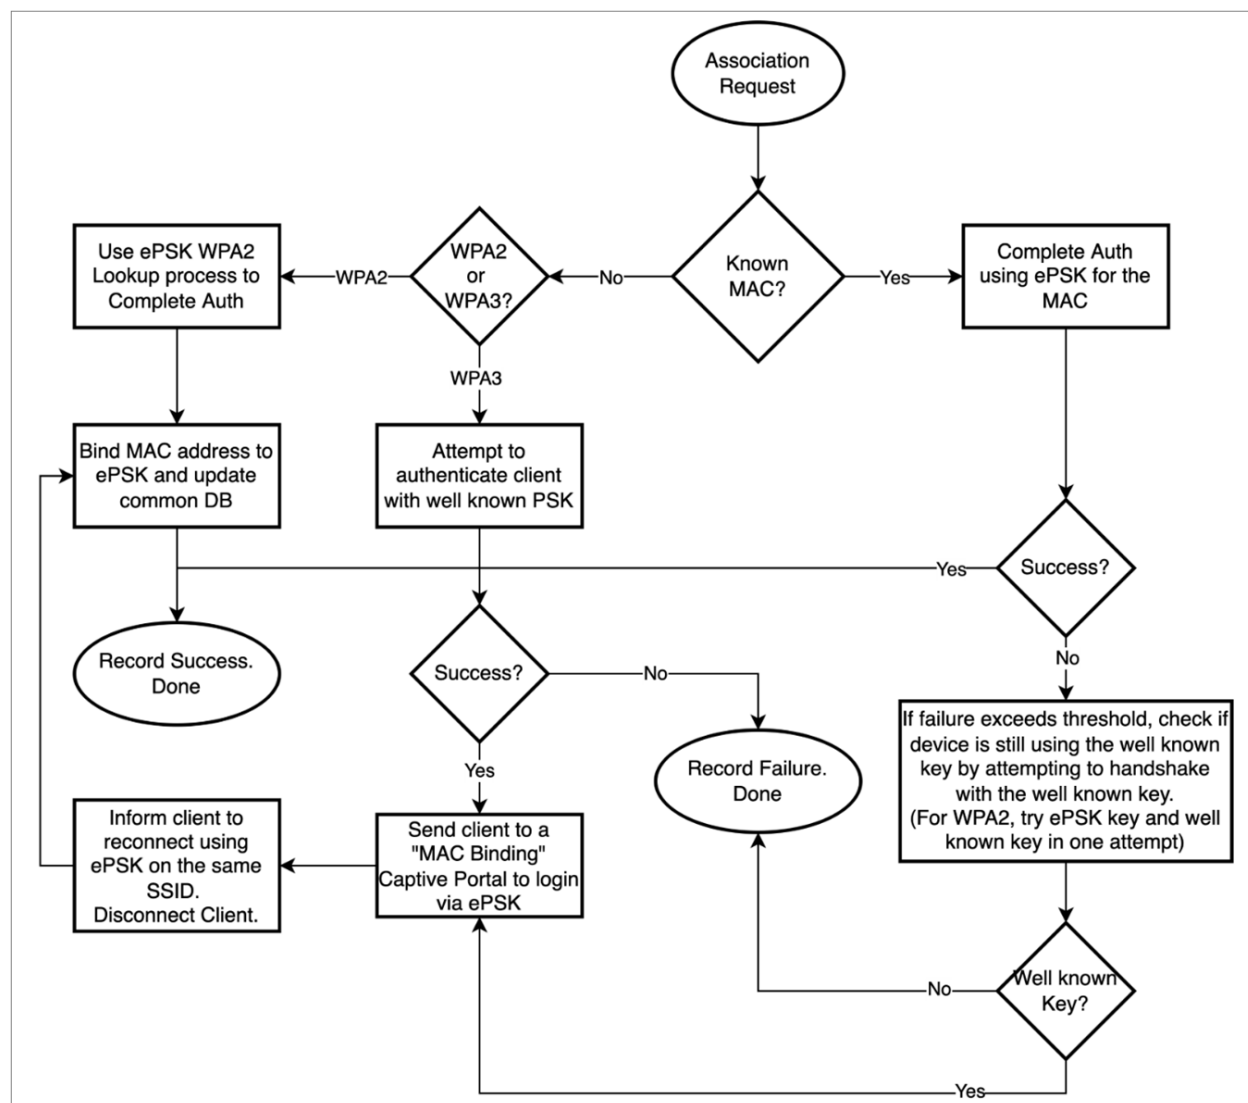 Association
Request
Use ePSK WPA2
Lookup process to
Complete Auth
WPA2
WPA2
or
WPA3?
No
Known
MAC?
Yes
Complete Auth
using ePSK for the
MAC
WPA3
Bind MAC address to
ePSK and update
common DB
Attempt to
authenticate client
with well known PSK
Yes
Success?
Record Success.
Done
Success?
No
No
Yes
Record Failure.
Done
If failure exceeds threshold, check if
device is still using the well known
key by attempting to handshake
with the well known key.
(For WPA2, try ePSK key and well
known key in one attempt)
Inform client to
reconnect using
ePSK on the same
SSID.
Disconnect Client.
Send client to a
"MAC Binding"
Captive Portal to login
via ePSK
No
Well known
Key?
Yes